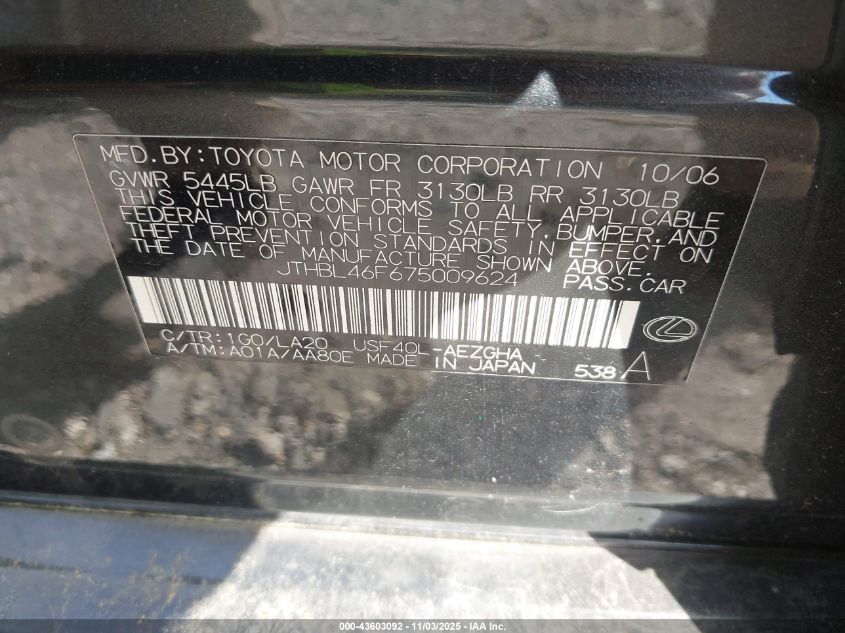 MFD.BY:TOYOTA MOTOR CORPORATION 10/06
GVWR 5445LB GAWR FR 3130LB RR 3130LB
THIS VEHICLE CONFORMS TO ALL APPLICABLE
FEDERAL MOTOR VEHICLE SAFETY,BUMPER,AND
THEFT PREVENTION STANDARDS IN EFFECT ON
THE DATE OF MANUFACTURE SHOWN ABOVE.
JTHBL46F675009624 PASS.CAR
C/TR:1G0/LA20 USF40L-AEZGHA
A/TM:A01A/AA80E MADE IN JAPAN 538 A
000-43603092 - 11/03/2025 - IAA Inc.